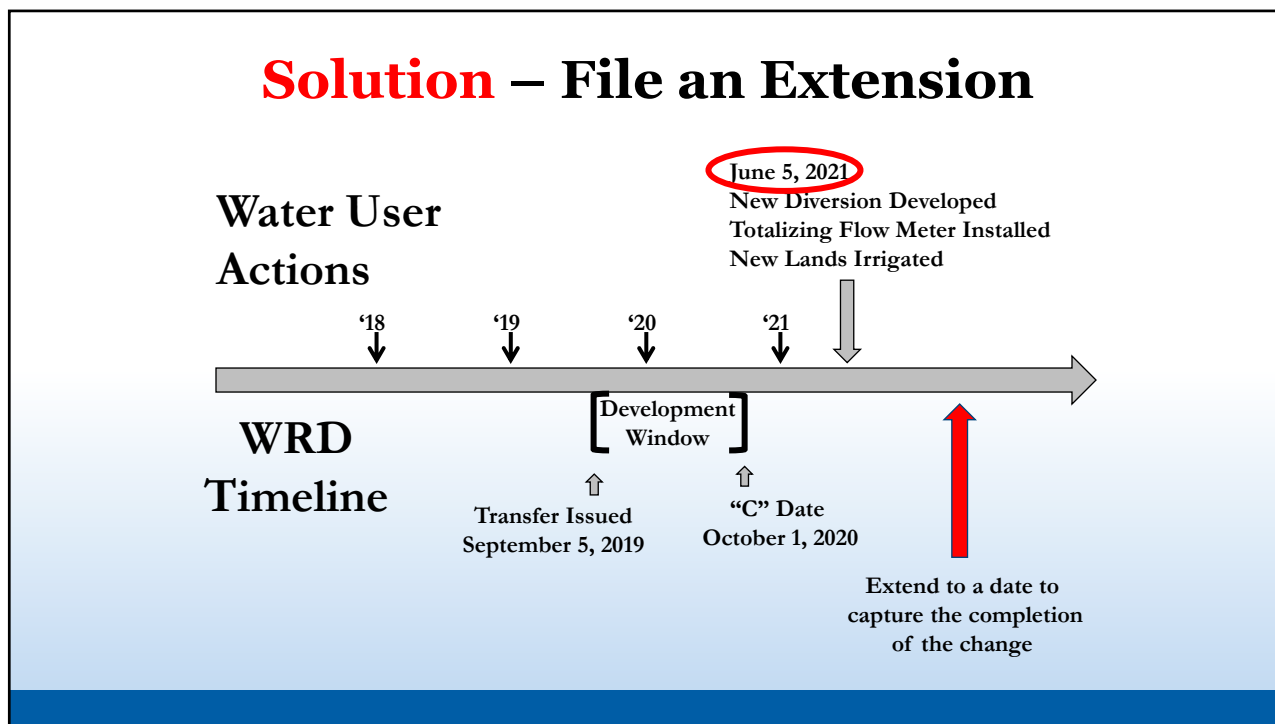 Solution – File an Extension
Water User
Actions
June 5, 2021
New Diversion Developed
Totalizing Flow Meter Installed
New Lands Irrigated
‘18
‘19
‘20
‘21
Development
Window
WRD
Timeline
Transfer Issued
September 5, 2019
“C” Date
October 1, 2020
Extend to a date to
capture the completion
of the change